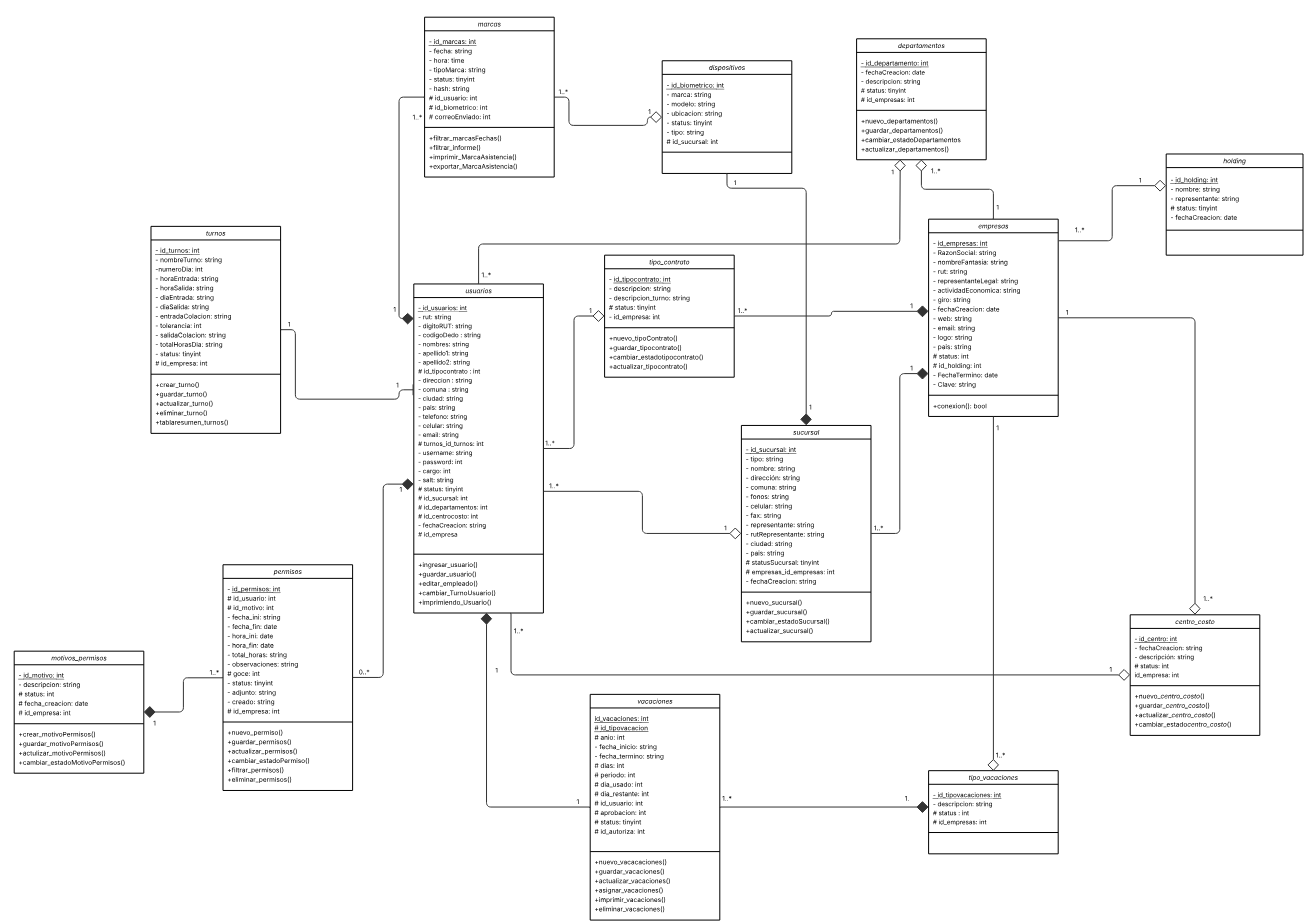 marcas
- id_marcas: int
- fecha: string
- hora: time
- tipoMarca: string
- status: tinyint
- hash: string
# id_usuario: int
# id_biometrico: int
# correoEnviado: int
+filtrar_marcasFechas()
+filtrar_informe()
+imprimir_MarcaAsistencia()
+exportar_MarcaAsistencia()
1..*
1..*
1
dispositivos
- id_biometrico: int
- marca: string
- modelo: string
- ubicacion: string
- status: tinyint
- tipo: string
# id_sucursal: int
1
departamentos
- id_departamento: int
- fechaCreacion: date
- descripcion: string
# status: tinyint
# id_empresas: int
+nuevo_departamentos()
+guardar_departamentos()
+cambiar_estadoDepartamentos
+actualizar_departamentos()
1
1..*
1
holding
- id_holding: int
- nombre: string
- representante: string
# status: tinyint
- fechaCreacion: date
1
1..*
empresas
- id_empresas: int
- RazonSocial: string
- nombreFantasia: string
- rut: string
- representanteLegal: string
- actividadEconomica: string
- giro: string
- fechaCreacion: date
- web: string
- email: string
- logo: string
- pais: string
# status: int
# id_holding: int
- FechaTermino: date
- Clave: string
+conexion(): bool
1
1
1
1
turnos
- id_turnos: int
- nombreTurno: string
-numeroDia: int
- horaEntrada: string
- horaSalida: string
- diaEntrada: string
- diaSalida: string
- entradaColacion: string
- tolerancia: int
- salidaColacion: string
- totalHorasDia: string
- status: tinyint
# id_empresa: int
+crear_turno()
+guardar_turno()
+actualizar_turno()
+eliminar_turno()
+tablaresumen_turnos()
1
1
tipo_contrato
- id_tipocontrato: int
- descripcion: string
- descripcion_turno: string
# status: tinyint
- id_empresa: int
+nuevo_tipoContrato()
+guardar_tipocontrato()
+cambiar_estadotipocontrato()
+actualizar_tipocontrato()
1
1..*
usuarios
- id_usuarios: int
- rut: string
- digitoRUT: string
- codigoDedo : string
- nombres: string
- apellido1: string
- apellido2: string
# id_tipocontrato : int
- direccion : string
- comuna : string
- ciudad: string
- pais: string
- telefono: string
- celular: string
- email: string
# turnos_id_turnos: int
- username: string
- password: int
- cargo: int
- salt: string
# status: tinyint
# id_sucursal: int
# id_departamentos: int
# id_centrocosto: int
- fechaCreacion: string
# id_empresa
+ingresar_usuario()
+guardar_usuario()
+editar_empleado()
+cambiar_TurnoUsuario()
+imprimiendo_Usuario()
1..*
1
1..*
1..*
1
1..*
1
1
sucursal
- id_sucursal: int
- tipo: string
- nombre: string
- dirección: string
- comuna: string
- fonos: string
- celular: string
- fax: string
- representante: string
- rutRepresentante: string
- ciudad: string
- pais: string
# statusSucursal: tinyint
# empresas_id_empresas: int
- fechaCreacion: string
+nuevo_sucursal()
+guardar_sucursal()
+cambiar_estadoSucursal()
+actualizar_sucursal()
1
1
1..*
permisos
- id_permisos: int
# id_usuario: int
# id_motivo: int
- fecha_ini: string
- fecha_fin: date
- hora_ini: date
- hora_fin: date
- total_horas: string
- observaciones: string
# goce: int
- status: tinyint
- adjunto: string
- creado: string
# id_empresa: int
+nuevo_permiso()
+guardar_permisos()
+actualizar_permisos()
+cambiar_estadoPermiso()
+filtrar_permisos()
+eliminar_permisos()
1..*
0..*
motivos_permisos
- id_motivo: int
- descripcion: string
# status: int
# fecha_creacion: date
# id_empresa: int
+crear_motivoPermisos()
+guardar_motivoPermisos()
+actulizar_motivoPermisos()
+cambiar_estadoMotivoPermisos()
1
centro_costo
- id_centro: int
- fechaCreacion: string
- descripción: string
# status: int
id_empresa: int
+nuevo_centro_costo()
+guardar_centro_costo()
+actualizar_centro_costo()
+cambiar_estadocentro_costo()
1..*
1
vacaciones
id_vacaciones: int
# id_tipovacacion
# anio: int
- fecha_inicio: string
- fecha_termino: string
# dias: int
# periodo: int
# dia_usado: int
# dia_restante: int
# id_usuario: int
# aprobacion: int
# status: tinyint
# id_autoriza: int
+nuevo_vacacaciones()
+guardar_vacaciones()
+actualizar_vacaciones()
+asignar_vacaciones()
+imprimir_vacaciones()
+eliminar_vacaciones()
1
1..*
1.
tipo_vacaciones
- id_tipovacaciones: int
- descripcion: string
# status : int
# id_empresas: int
1..*